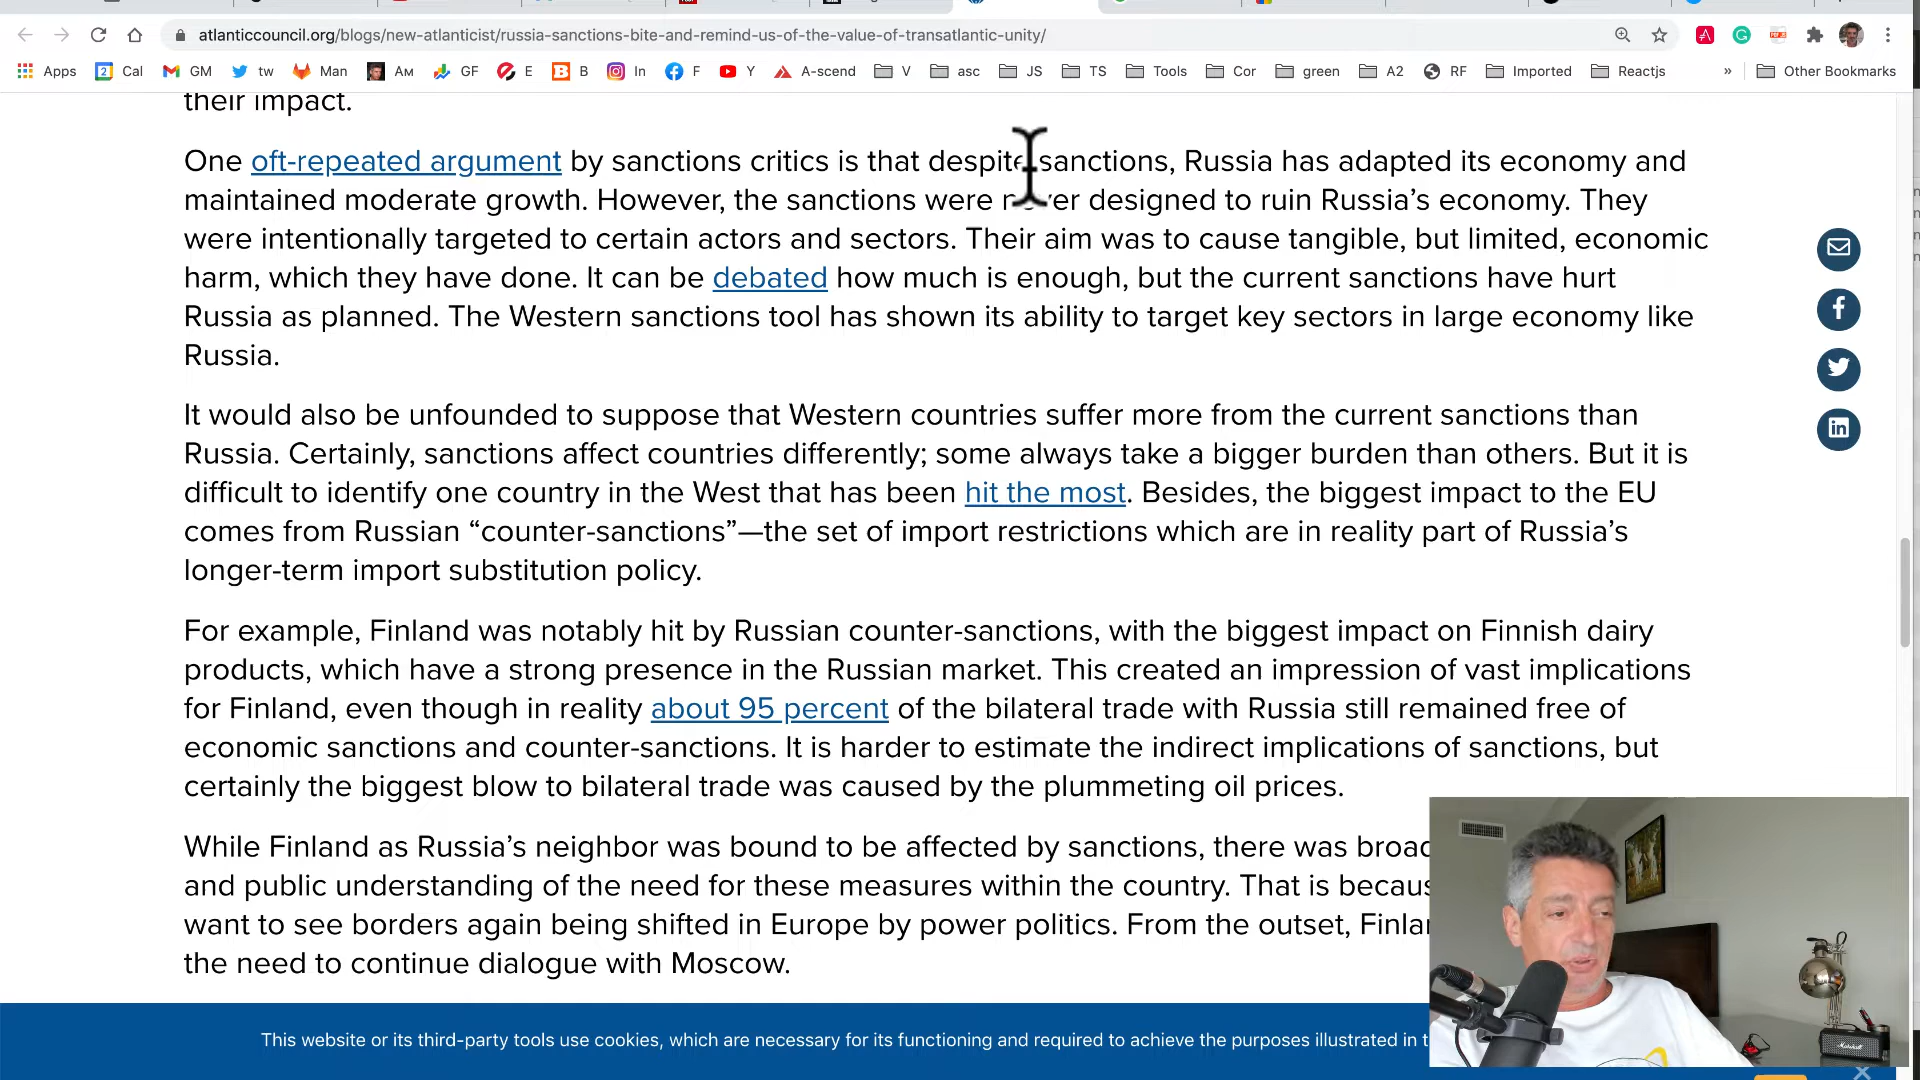 atlanticcouncil.org/blogs/new-atlanticist/russia-sanctions-bite-and-remind-us-of-the-value-of-transatlantic-unity/
Apps 2 Cal GM tw Man Ам GF E B In F Y A-scend V asc JS TS Tools Cor green A2 RF Imported Reactjs » Other Bookmarks
their impact.
One oft-repeated argument by sanctions critics is that despite sanctions, Russia has adapted its economy and
maintained moderate growth. However, the sanctions were never designed to ruin Russia’s economy. They
were intentionally targeted to certain actors and sectors. Their aim was to cause tangible, but limited, economic
harm, which they have done. It can be debated how much is enough, but the current sanctions have hurt
Russia as planned. The Western sanctions tool has shown its ability to target key sectors in large economy like
Russia.
It would also be unfounded to suppose that Western countries suffer more from the current sanctions than
Russia. Certainly, sanctions affect countries differently; some always take a bigger burden than others. But it is
difficult to identify one country in the West that has been hit the most. Besides, the biggest impact to the EU
comes from Russian “counter-sanctions”—the set of import restrictions which are in reality part of Russia’s
longer-term import substitution policy.
For example, Finland was notably hit by Russian counter-sanctions, with the biggest impact on Finnish dairy
products, which have a strong presence in the Russian market. This created an impression of vast implications
for Finland, even though in reality about 95 percent of the bilateral trade with Russia still remained free of
economic sanctions and counter-sanctions. It is harder to estimate the indirect implications of sanctions, but
certainly the biggest blow to bilateral trade was caused by the plummeting oil prices.
While Finland as Russia’s neighbor was bound to be affected by sanctions, there was broad
and public understanding of the need for these measures within the country. That is becaus
want to see borders again being shifted in Europe by power politics. From the outset, Finlan
the need to continue dialogue with Moscow.
This website or its third-party tools use cookies, which are necessary for its functioning and required to achieve the purposes illustrated in t
Marshall